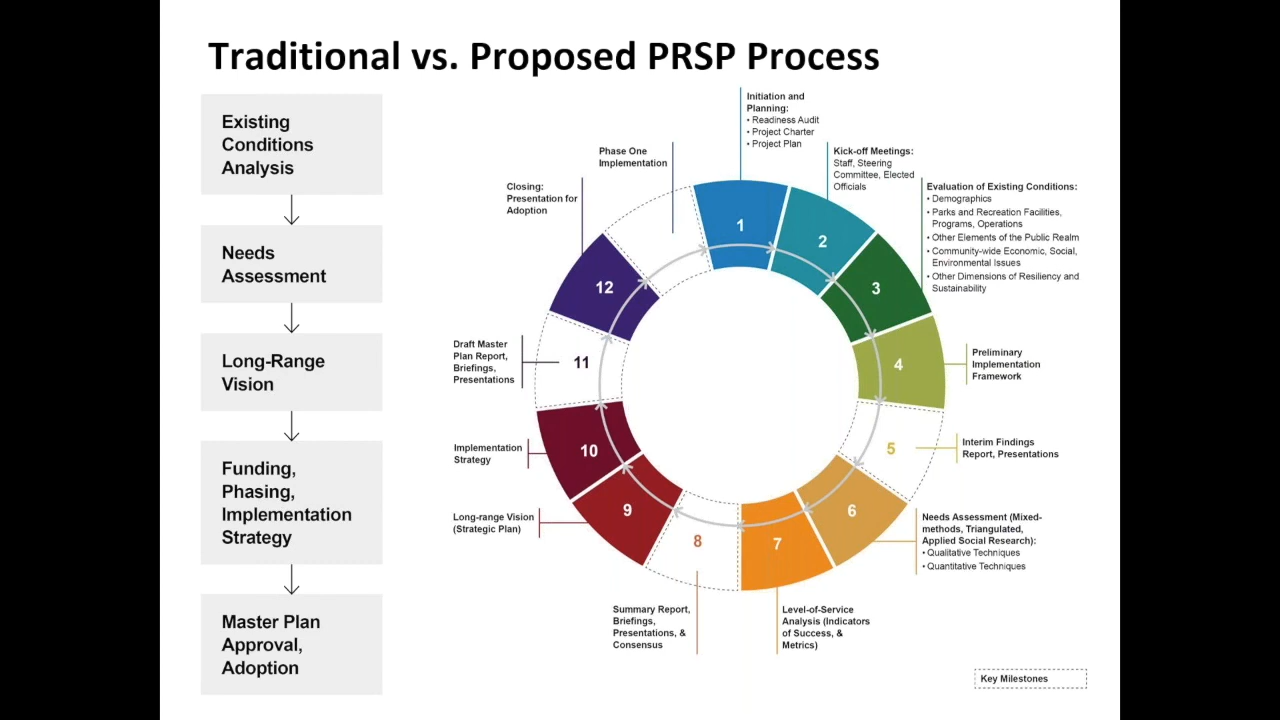 Traditional vs. Proposed PRSP Process
Existing
Conditions
Analysis
Needs
Assessment
Long-Range
Vision
Funding,
Phasing,
Implementation
Strategy
Master Plan
Approval,
Adoption
Initiation and
Planning:
• Readiness Audit
• Project Charter
• Project Plan
Kick-off Meetings:
Staff, Steering
Committee, Elected
Officials
Evaluation of Existing Conditions:
• Demographics
• Parks and Recreation Facilities,
Programs, Operations
• Other Elements of the Public Realm
• Community-wide Economic, Social,
Environmental Issues
• Other Dimensions of Resiliency and
Sustainability
Preliminary
Implementation
Framework
Interim Findings
Report, Presentations
Needs Assessment (Mixed-
methods, Triangulated,
Applied Social Research):
• Qualitative Techniques
• Quantitative Techniques
Level-of-Service
Analysis (Indicators
of Success, &
Metrics)
Summary Report,
Briefings,
Presentations, &
Consensus
Long-range Vision
(Strategic Plan)
Implementation
Strategy
Draft Master
Plan Report,
Briefings,
Presentations
Closing:
Presentation for
Adoption
Phase One
Implementation
1
2
3
4
5
6
7
8
9
10
11
12
Key Milestones